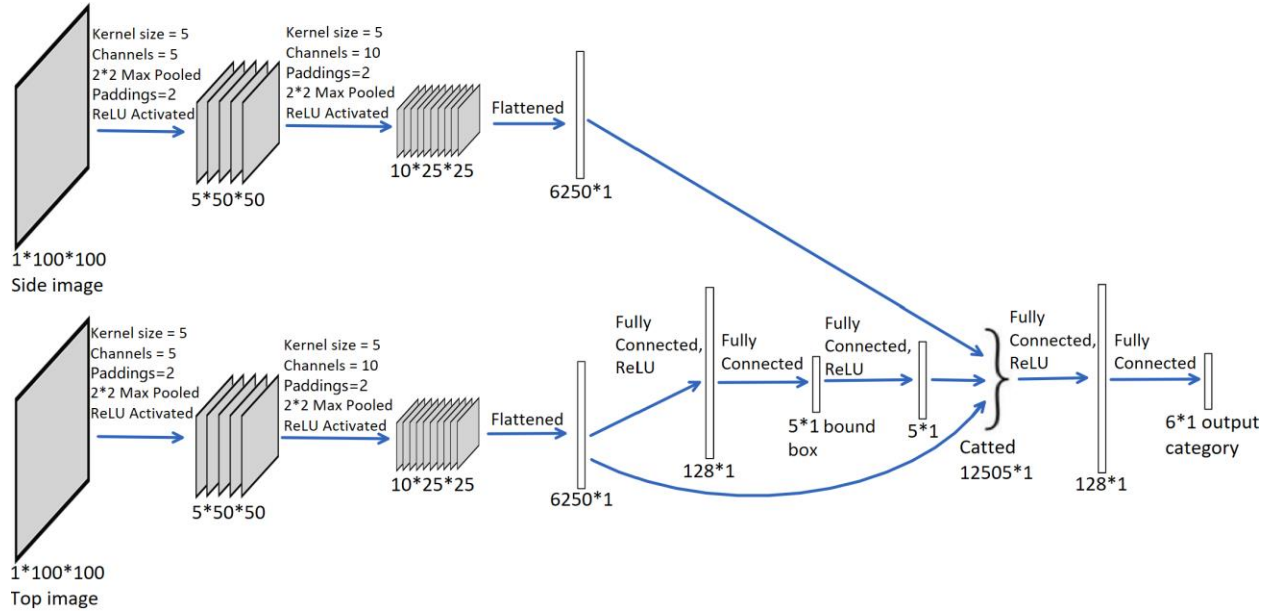 Kernel size = 5
Channels = 5
2*2 Max Pooled
Paddings=2
ReLU Activated
Kernel size = 5
Channels = 10
Paddings=2
2*2 Max Pooled
ReLU Activated
Flattened
5*50*50
10*25*25
6250*1
1*100*100
Side image
Kernel size = 5
Channels = 5
Paddings=2
2*2 Max Pooled
ReLU Activated
Kernel size = 5
Channels = 10
Paddings=2
2*2 Max Pooled
ReLU Activated
Flattened
5*50*50
10*25*25
6250*1
1*100*100
Top image
Fully
Connected,
ReLU
128*1
Fully
Connected
5*1 bound
box
Fully
Connected,
ReLU
5*1
Catted
12505*1
Fully
Connected,
ReLU
128*1
Fully
Connected
6*1 output
category